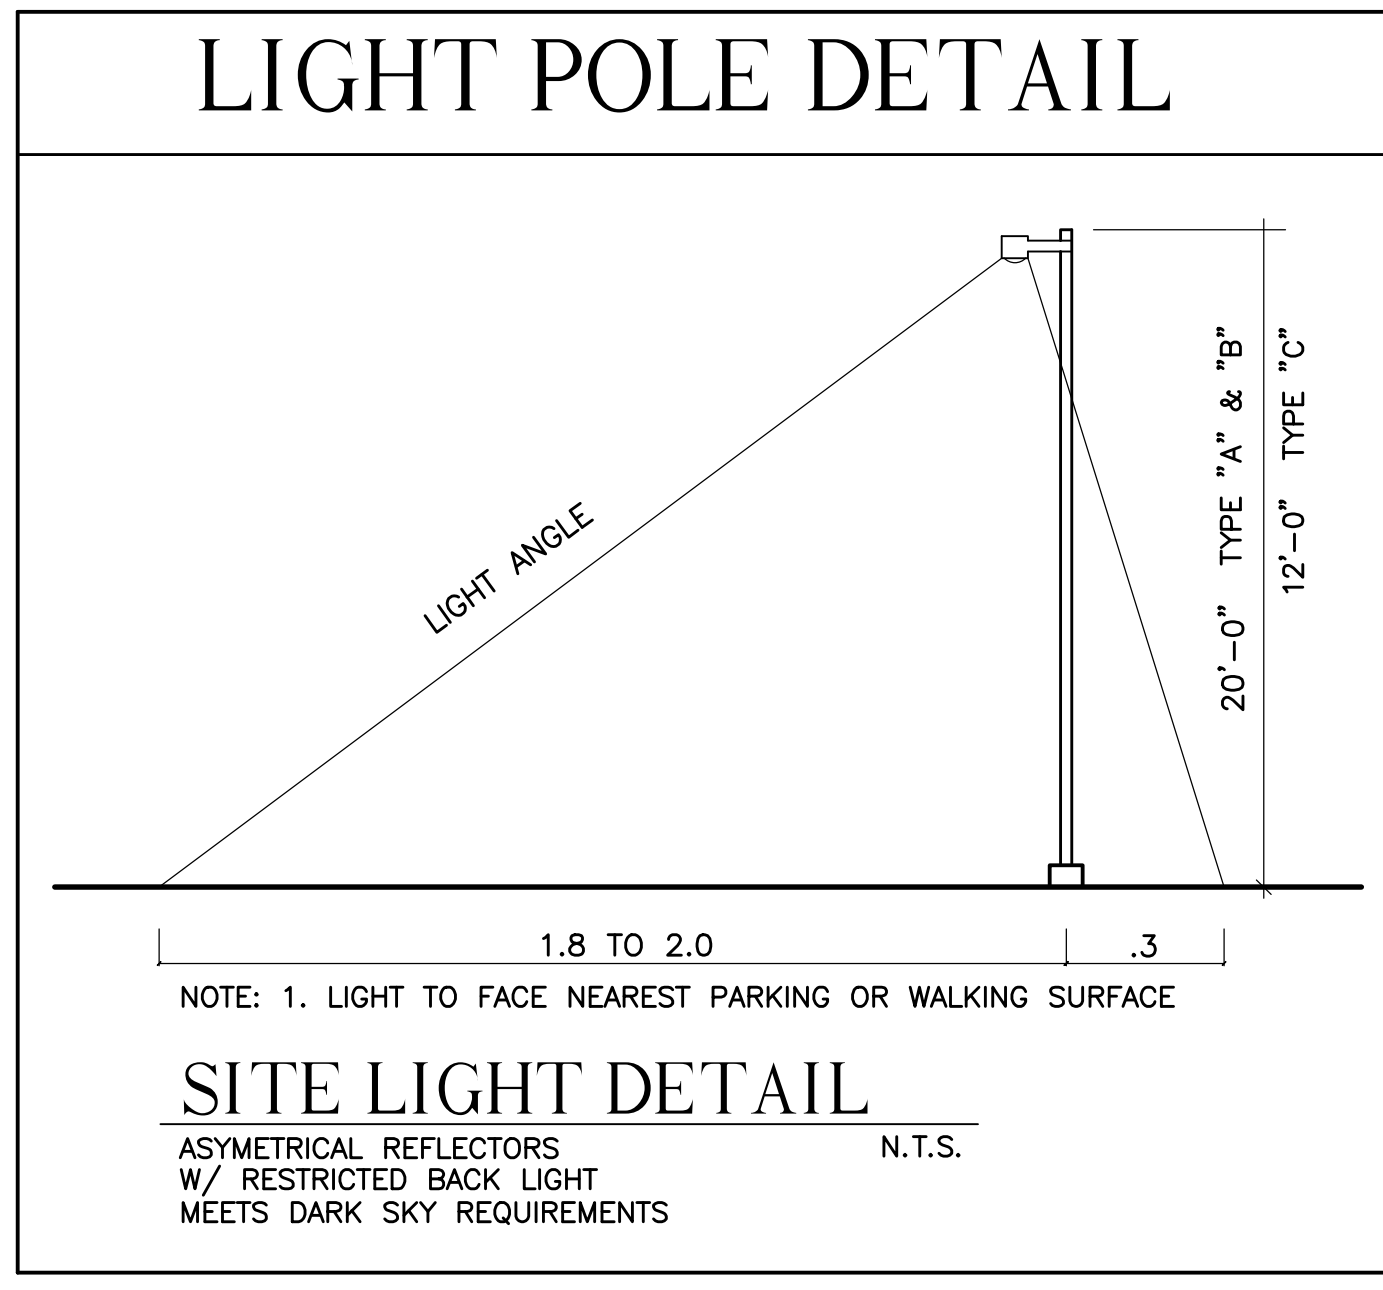 LIGHT POLE DETAIL
LIGHT ANGLE
20'-0" TYPE "A" & "B"
12'-0" TYPE "C"
1.8 TO 2.0
.3
NOTE: 1. LIGHT TO FACE NEAREST PARKING OR WALKING SURFACE
SITE LIGHT DETAIL
ASYMETRICAL REFLECTORS N.T.S.
W/ RESTRICTED BACK LIGHT
MEETS DARK SKY REQUIREMENTS